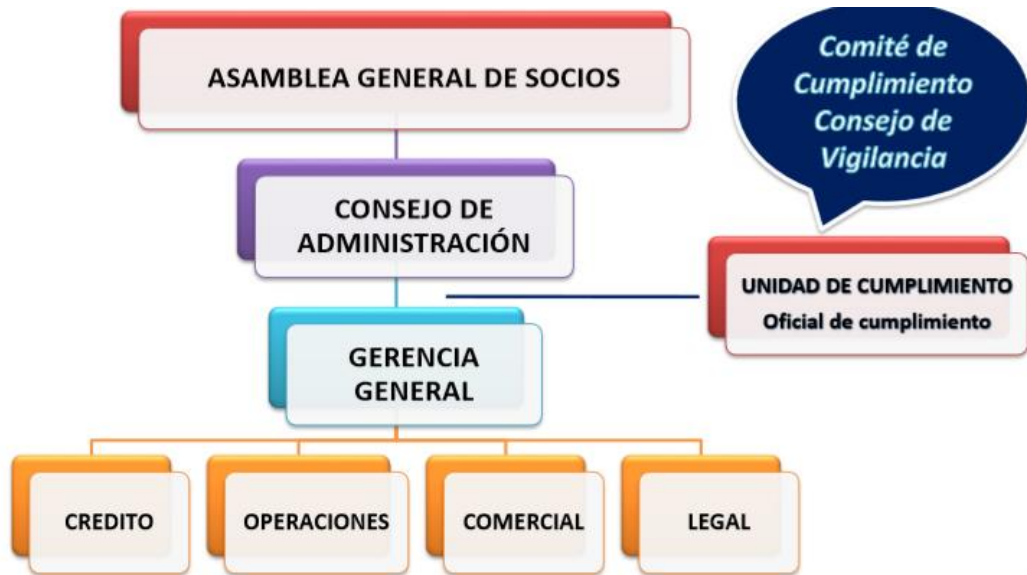 ASAMBLEA GENERAL DE SOCIOS
Comité de
Cumplimiento
Consejo de
Vigilancia
CONSEJO DE
ADMINISTRACIÓN
UNIDAD DE CUMPLIMIENTO
Oficial de cumplimiento
GERENCIA
GENERAL
CREDITO
OPERACIONES
COMERCIAL
LEGAL